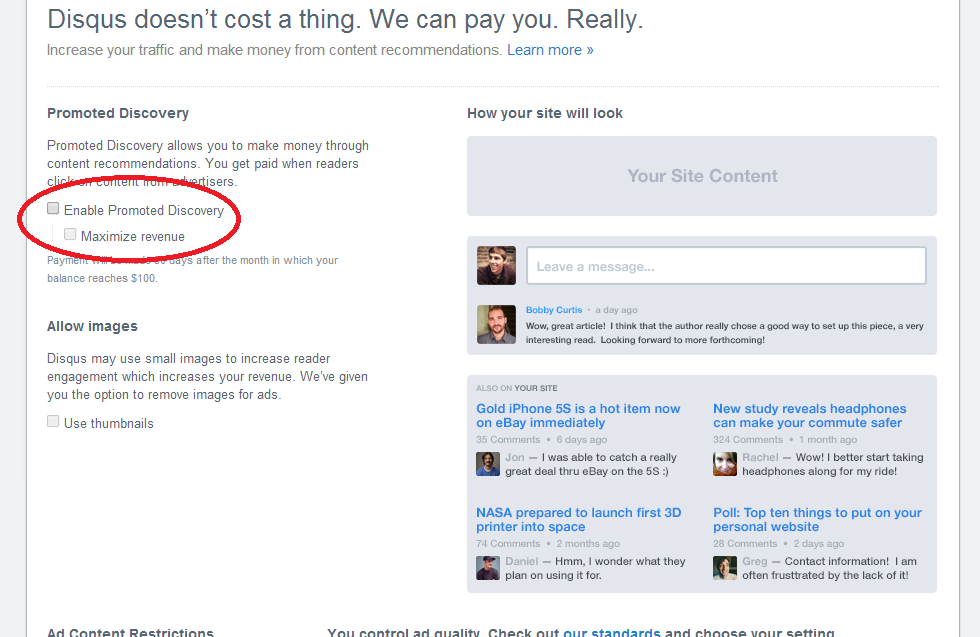 Disqus doesn't cost a thing. We can pay you. Really.
Increase your traffic and make money from content recommendations. Learn more »
Promoted Discovery
Promoted Discovery allows you to make money through
content recommendations. You get paid when readers
click on content from advertisers.
Enable Promoted Discovery
Maximize revenue
Payment will be made days after the month in which your
balance reaches $100.
Allow images
Disqus may use small images to increase reader
engagement which increases your revenue. We've given
you the option to remove images for ads.
Use thumbnails
How your site will look
Your Site Content
Leave a message...
Bobby Curtis • a day ago
Wow, great article! I think that the author really chose a good way to set up this piece, a very
interesting read. Looking forward to more forthcoming!
ALSO ON YOUR SITE
Gold iPhone 5S is a hot item now
on eBay immediately
35 Comments • 6 days ago
Jon — I was able to catch a really
great deal thru eBay on the 5S :)
New study reveals headphones
can make your commute safer
324 Comments • 1 month ago
Rachel — Wow! I better start taking
headphones along for my ride!
NASA prepared to launch first 3D
printer into space
74 Comments • 2 months ago
Daniel — Hmm, I wonder what they
plan on using it for.
Poll: Top ten things to put on your
personal website
28 Comments • 2 days ago
Greg — Contact information! I am
often frusttrated by the lack of it!
Ad Content Restrictions
You control ad quality. Check out our standards and choose your setting.